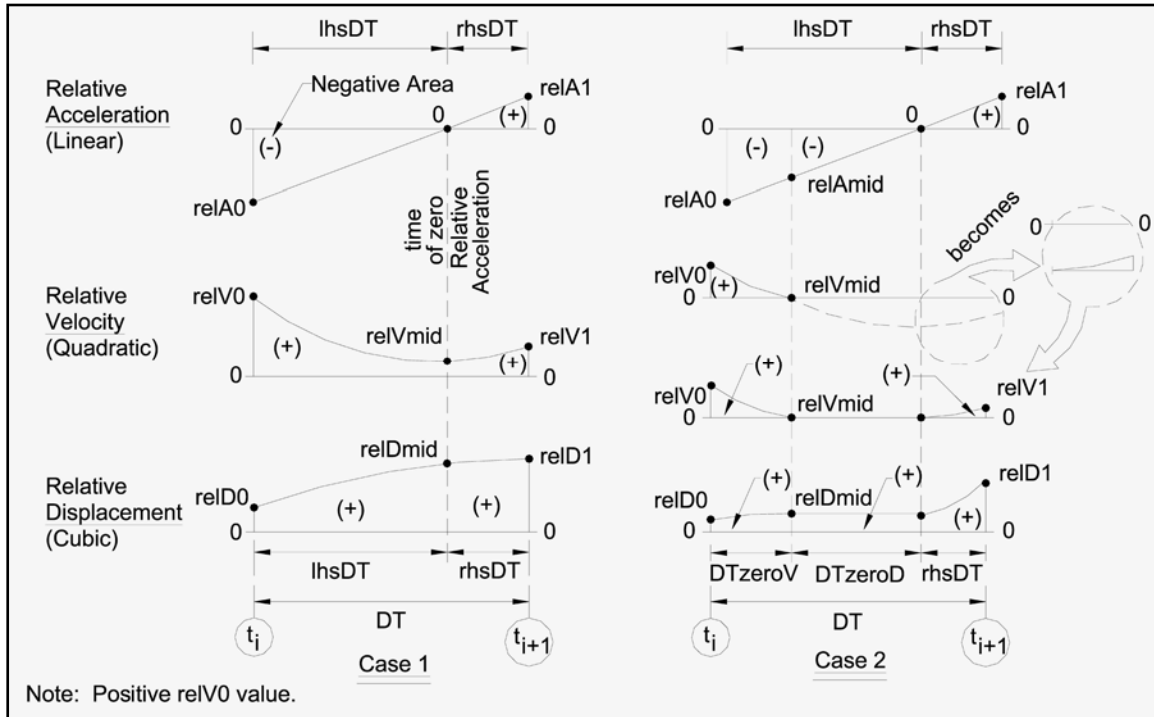 lhsDT
rhsDT
lhsDT
rhsDT
Relative
Acceleration
(Linear)
Negative Area
0
(-)
0
(+)
relA1
0
relA0
time
of zero
Relative
Acceleration
0
(-)
(-)
0
(+)
relA1
0
relAmid
relA0
becomes
0
0
Relative
Velocity
(Quadratic)
relV0
(+)
relVmid
relV1
(+)
0
0
relV0
(+)
0
relVmid
0
relV0
(+)
0
relVmid
(+)
relV1
0
Relative
Displacement
(Cubic)
relD0
0
(+)
relDmid
(+)
relD1
0
relD0
0
(+)
relDmid
(+)
relD1
(+)
0
lhsDT
rhsDT
DT
ti
ti+1
Case 1
DTzeroV
DTzeroD
rhsDT
DT
ti
ti+1
Case 2
Note: Positive relV0 value.